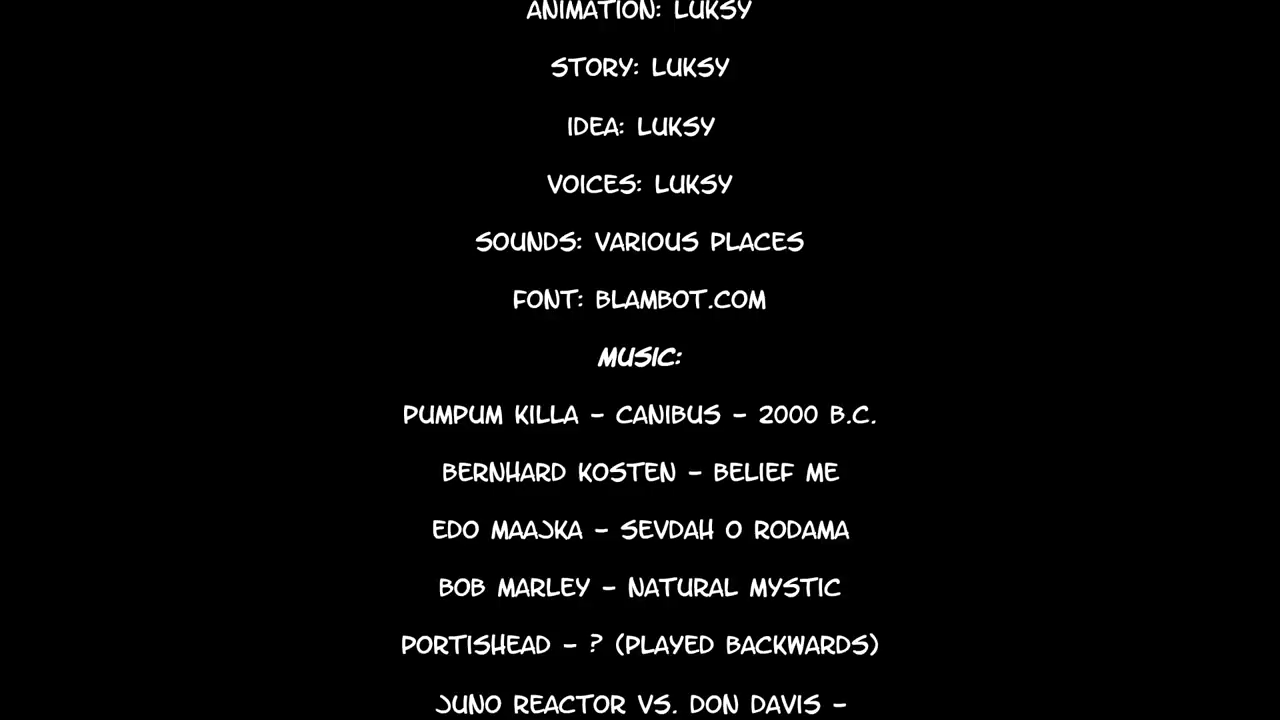 ANIMATION: LUKSY
STORY: LUKSY
IDEA: LUKSY
VOICES: LUKSY
SOUNDS: VARIOUS PLACES
FONT: BLAMBOT.COM
MUSIC:
PUMPUM KILLA - CANIBUS - 2000 B.C.
BERNHARD KOSTEN - BELIEF ME
EDO MAAJKA - SEVDAH O RODAMA
BOB MARLEY - NATURAL MYSTIC
PORTISHEAD - ? (PLAYED BACKWARDS)
JUNO REACTOR VS. DON DAVIS -